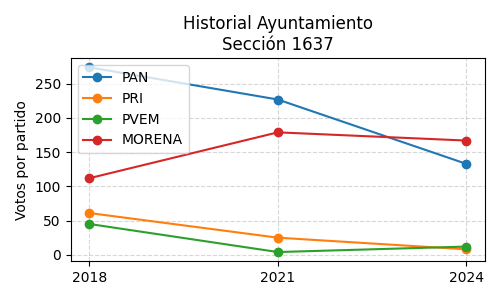 Historial Ayuntamiento
Sección 1637
Votos por partido
250
200
150
100
50
0
PAN
PRI
PVEM
MORENA
2018
2021
2024